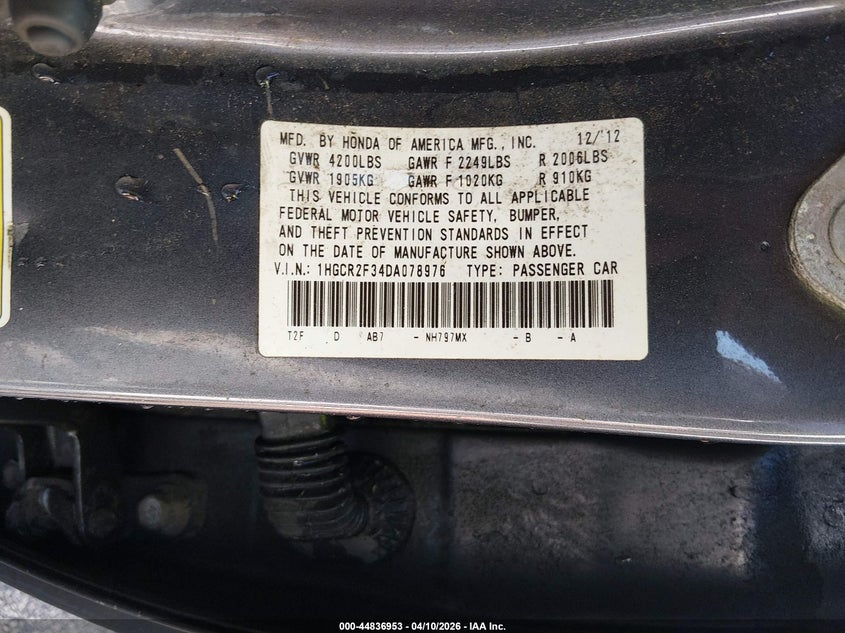 MFD. BY HONDA OF AMERICA MFG., INC. 12/'12
GVWR 4200LBS GAWR F 2249LBS R 2006LBS
GVWR 1905KG GAWR F 1020KG R 910KG
THIS VEHICLE CONFORMS TO ALL APPLICABLE
FEDERAL MOTOR VEHICLE SAFETY, BUMPER,
AND THEFT PREVENTION STANDARDS IN EFFECT
ON THE DATE OF MANUFACTURE SHOWN ABOVE.
V.I.N.: 1HGCR2F34DA078976 TYPE: PASSENGER CAR
T2F D AB7 - NH797MX - B - A
000-44836953 — 04/10/2026 — IAA Inc.